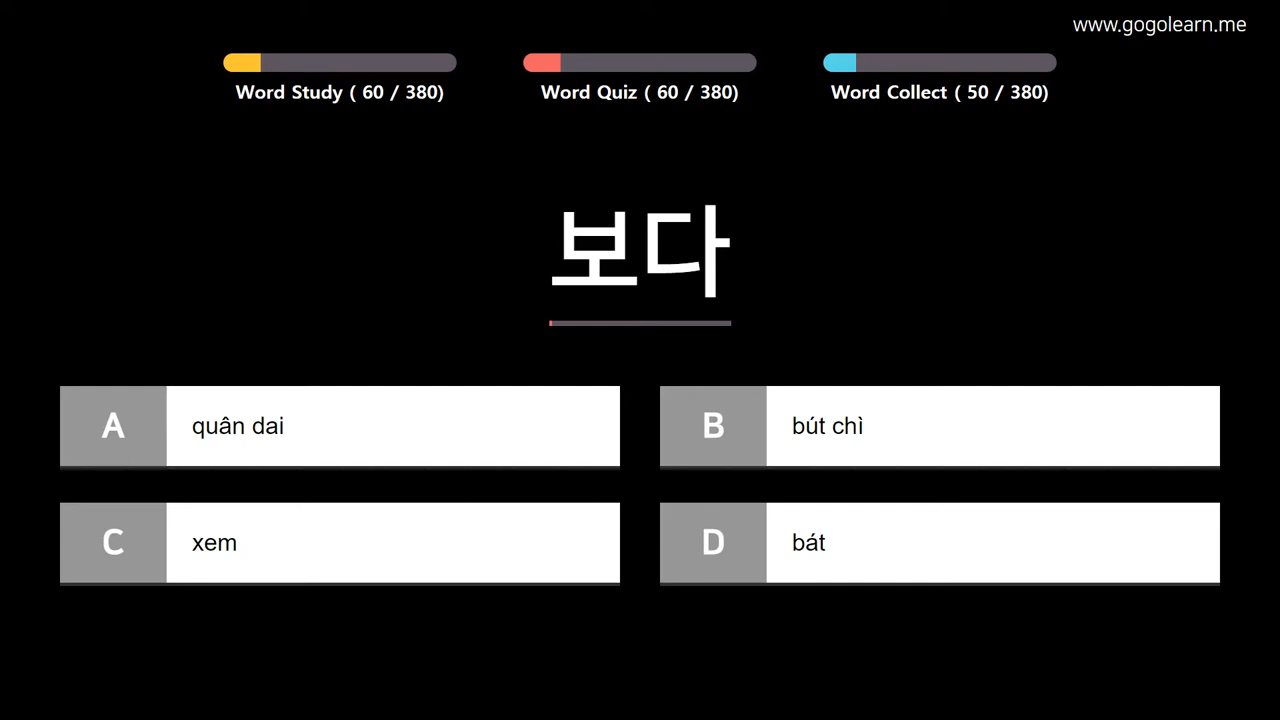 www.gogolearn.me
Word Study ( 60 / 380)
Word Quiz ( 60 / 380)
Word Collect ( 50 / 380)
보다
A quân dai
B bút chì
C xem
D bát